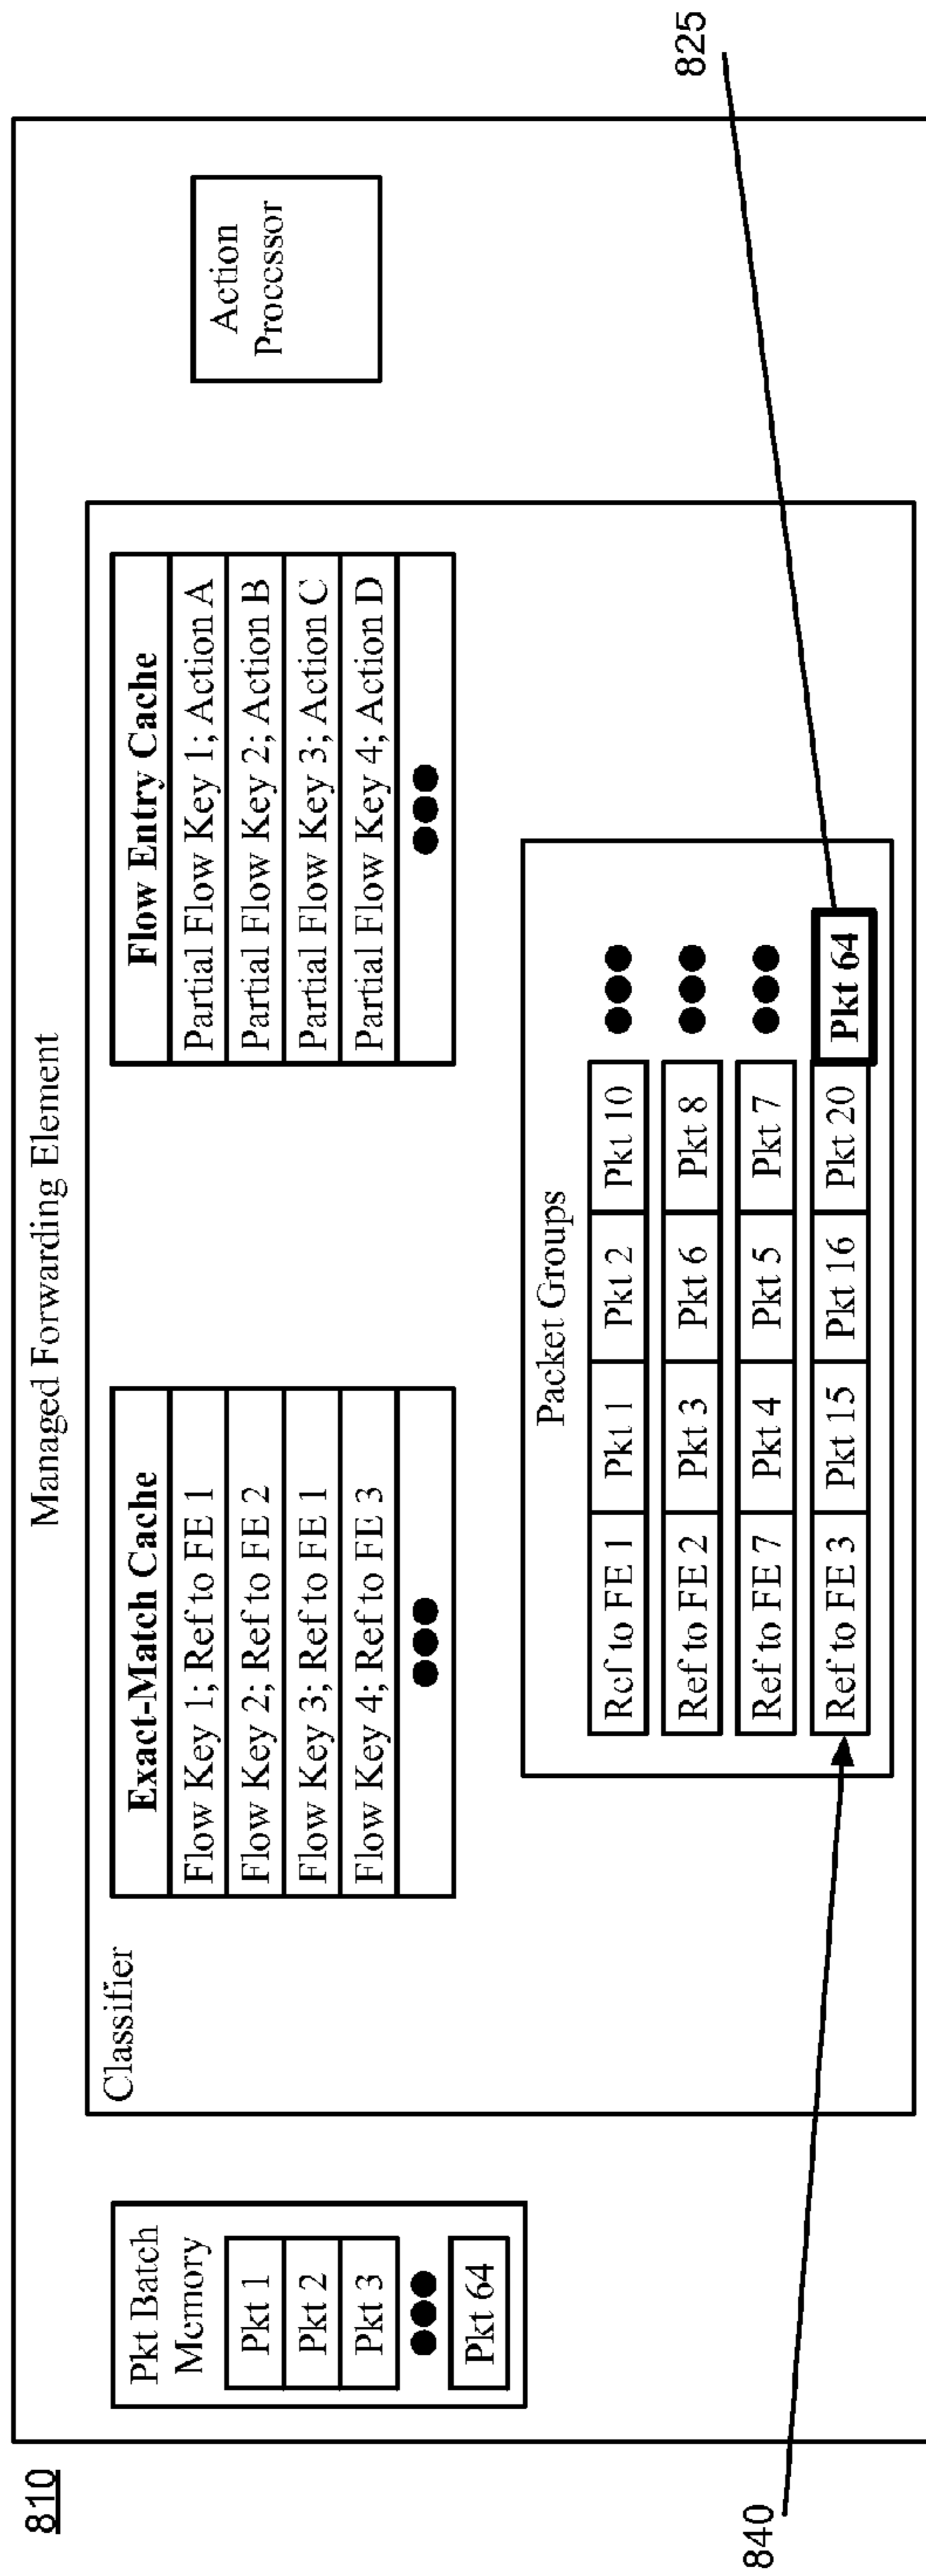 810
Managed Forwarding Element
Pkt Batch
Memory
Pkt 1
Pkt 2
Pkt 3
Pkt 64
Classifier
Exact-Match Cache
Flow Key 1; Ref to FE 1
Flow Key 2; Ref to FE 2
Flow Key 3; Ref to FE 1
Flow Key 4; Ref to FE 3
Flow Entry Cache
Partial Flow Key 1; Action A
Partial Flow Key 2; Action B
Partial Flow Key 3; Action C
Partial Flow Key 4; Action D
Action
Processor
Packet Groups
Ref to FE 1 Pkt 1 Pkt 2 Pkt 10
Ref to FE 2 Pkt 3 Pkt 6 Pkt 8
Ref to FE 7 Pkt 4 Pkt 5 Pkt 7
Ref to FE 3 Pkt 15 Pkt 16 Pkt 20 Pkt 64
840
825